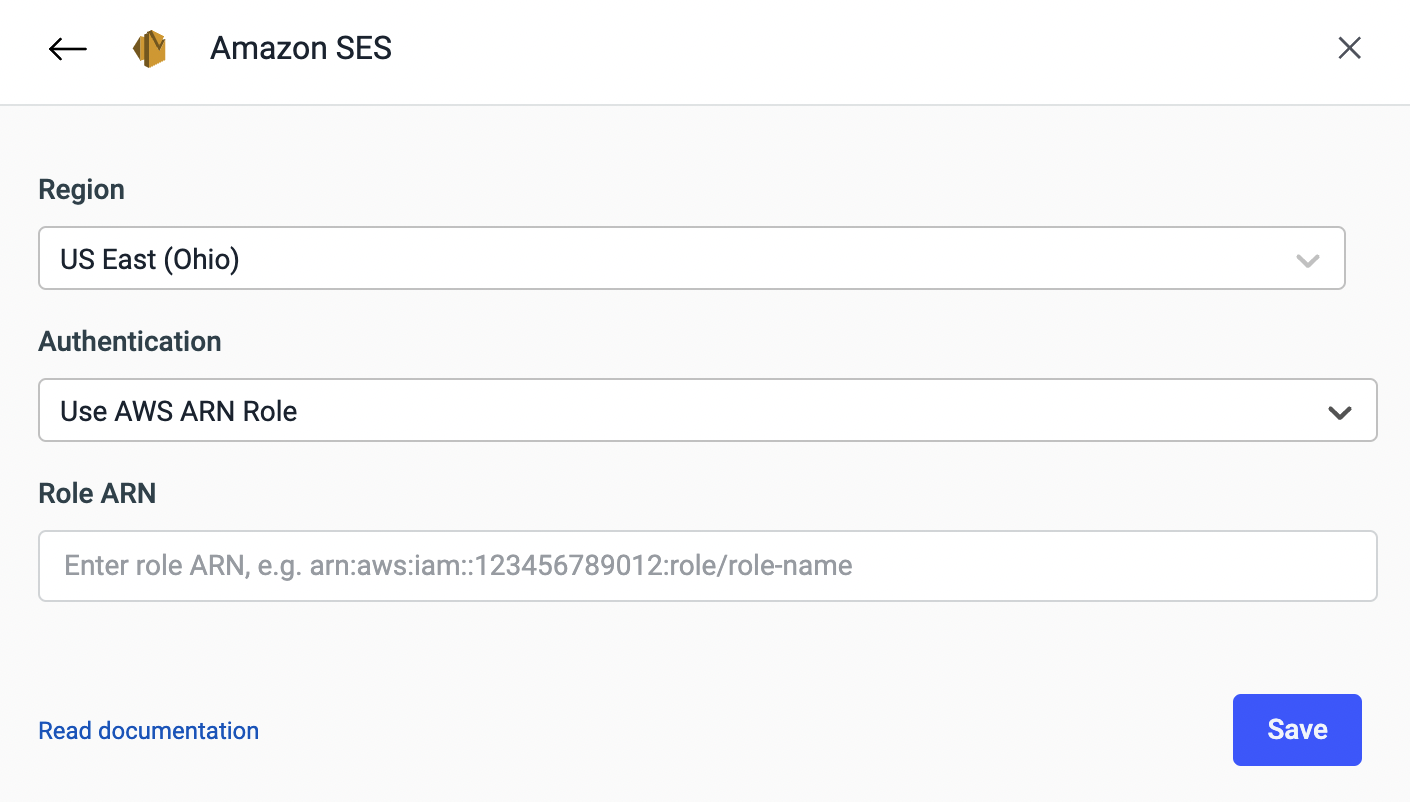 Amazon SES
Region
US East (Ohio)
Authentication
Use AWS ARN Role
Role ARN
Enter role ARN, e.g. arn:aws:iam::123456789012:role/role-name
Read documentation
Save